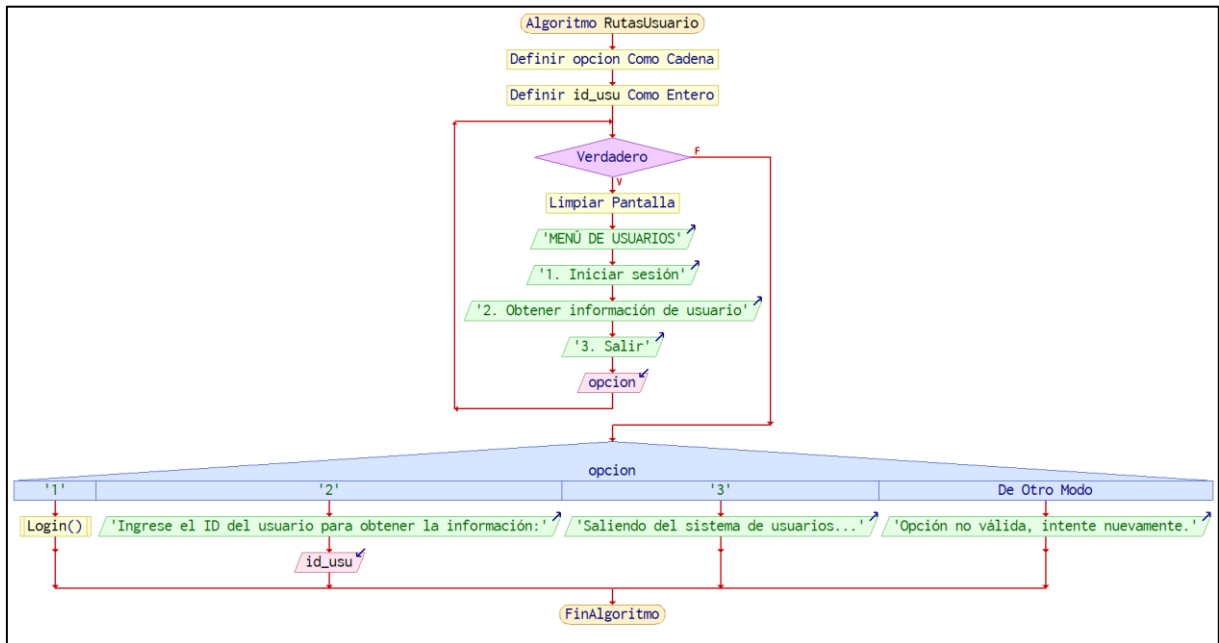 Algoritmo RutasUsuario
Definir opcion Como Cadena
Definir id_usu Como Entero
Verdadero
F
V
Limpiar Pantalla
'MENÚ DE USUARIOS'
'1. Iniciar sesión'
'2. Obtener información de usuario'
'3. Salir'
opcion
opcion
'1' '2' '3' De Otro Modo
Login() 'Ingrese el ID del usuario para obtener la información:' 'Saliendo del sistema de usuarios...' 'Opción no válida, intente nuevamente.'
id_usu
FinAlgoritmo